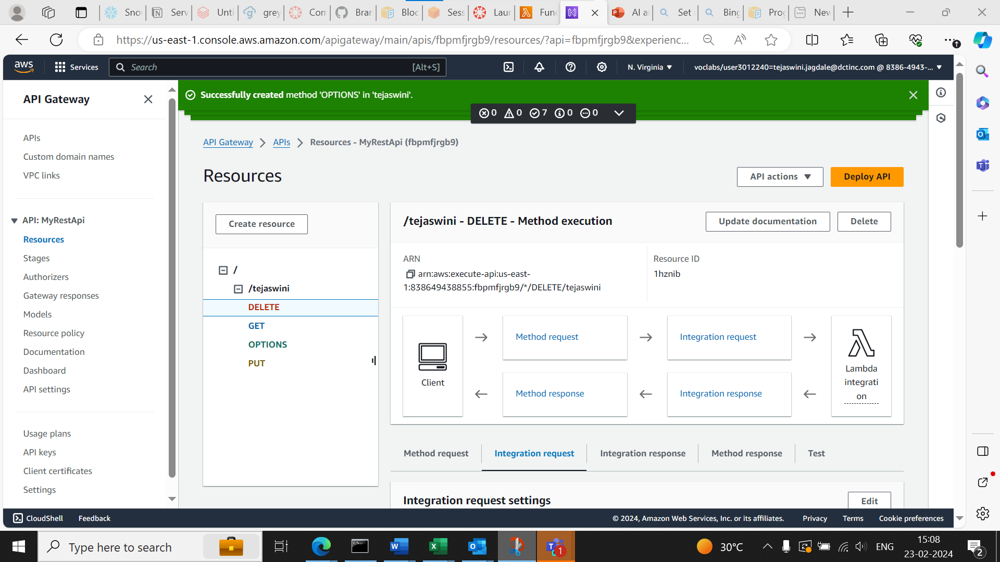 Snov
Serv
Unti
grey
Com
Bran
Bloc
Sess
Laun
Func
AI an
Set
Bing
Prog
New
https://us-east-1.console.aws.amazon.com/apigateway/main/apis/fbpmfjrgb9/resources/?api=fbpmfjrgb9&experienc...
aws
Services
Search
[Alt+S]
N. Virginia
voclabs/user3012240=tejaswini.jagdale@dctinc.com @ 8386-4943-...
API Gateway
Successfully created method 'OPTIONS' in 'tejaswini'.
0 0 7 0 0
APIs
Custom domain names
VPC links
API: MyRestApi
Resources
Stages
Authorizers
Gateway responses
Models
Resource policy
Documentation
Dashboard
API settings
Usage plans
API keys
Client certificates
Settings
API Gateway
APIs
Resources - MyRestApi (fbpmfjrgb9)
Resources
API actions
Deploy API
Create resource
/
/tejaswini
DELETE
GET
OPTIONS
PUT
/tejaswini - DELETE - Method execution
Update documentation
Delete
ARN
arn:aws:execute-api:us-east-
1:838649438855:fbpmfjrgb9/*/DELETE/tejaswini
Resource ID
1hznib
Client
Method request
Integration request
Method response
Integration response
Lambda
integrati
on
Method request
Integration request
Integration response
Method response
Test
Integration request settings
Edit
CloudShell
Feedback
© 2024, Amazon Web Services, Inc. or its affiliates.
Privacy
Terms
Cookie preferences
Type here to search
1
30°C
ENG
15:08
23-02-2024
2